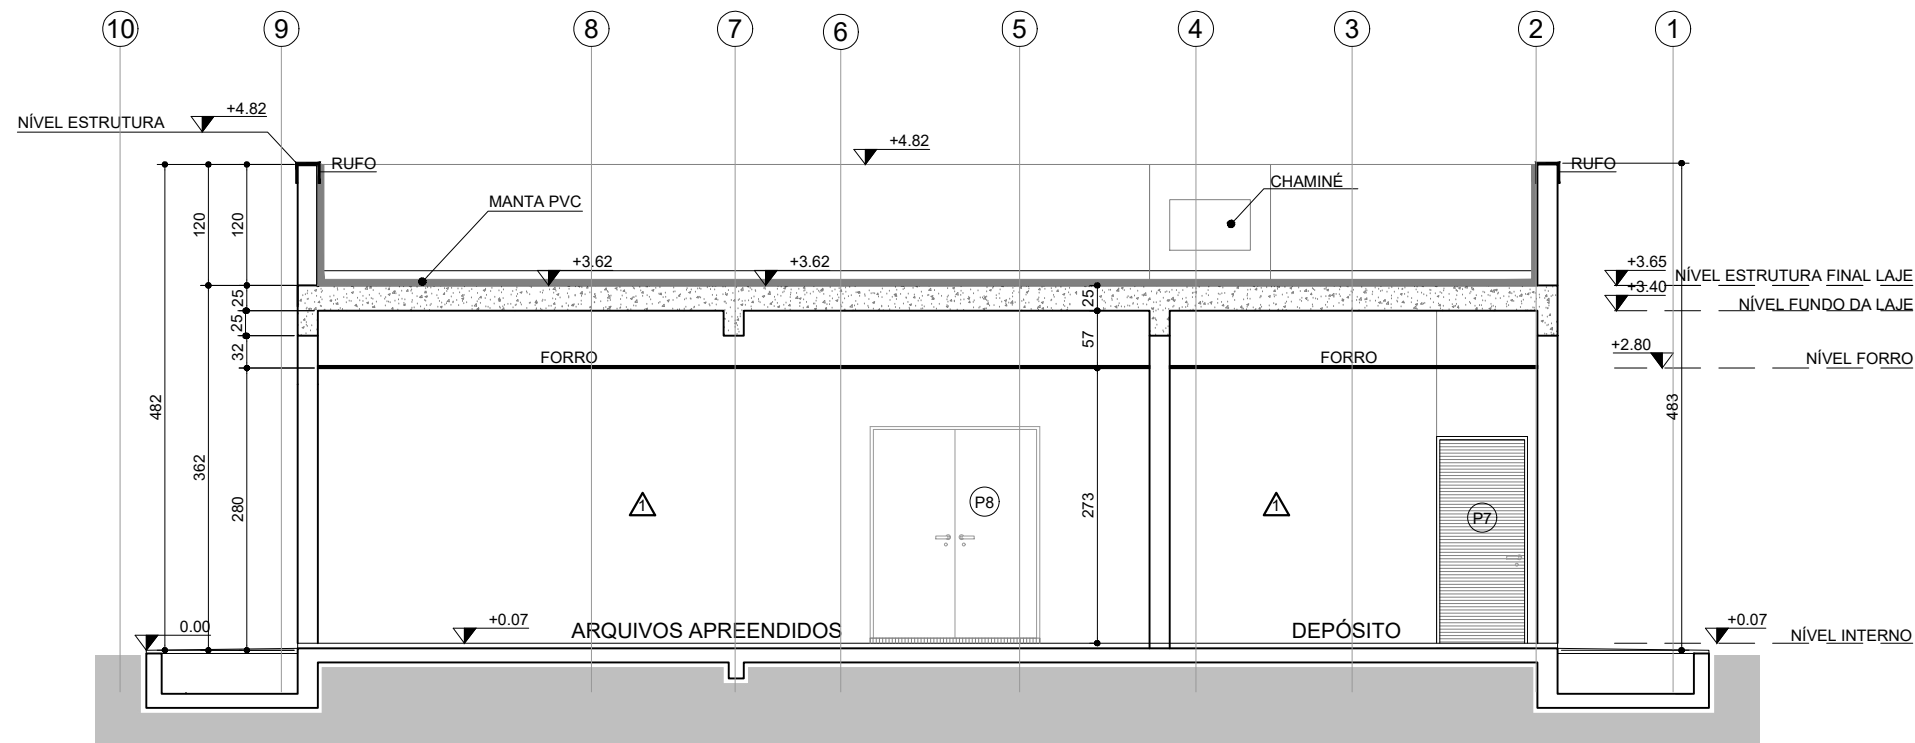 10
9
8
7
6
5
4
3
2
1
+4.82
NÍVEL ESTRUTURA
+4.82
RUFO
RUFO
CHAMINÉ
MANTA PVC
120
120
+3.62
+3.62
+3.65
NÍVEL ESTRUTURA FINAL LAJE
+3.40
NÍVEL FUNDO DA LAJE
25
25
25
32
57
FORRO
FORRO
+2.80
NÍVEL FORRO
482
362
280
273
483
1
P8
1
P7
0.00
+0.07
ARQUIVOS APREENDIDOS
DEPÓSITO
+0.07
NÍVEL INTERNO